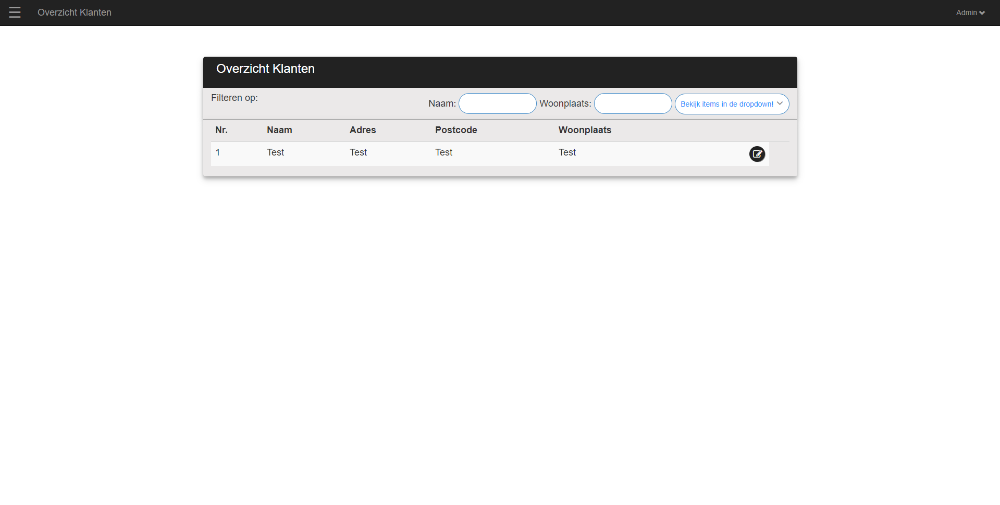 Overzicht Klanten
Admin
Overzicht Klanten
Filteren op:
Naam: Woonplaats: Bekijk items in de dropdown!
Nr. Naam Adres Postcode Woonplaats
1 Test Test Test Test